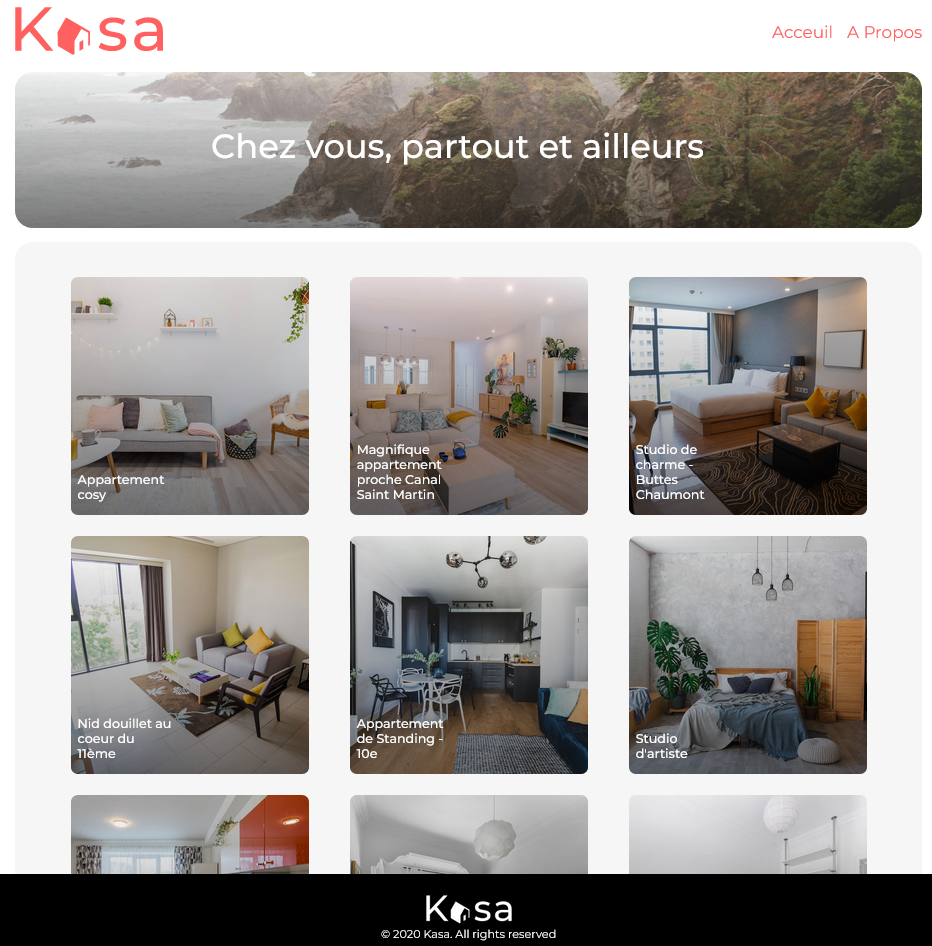 Kasa
Acceuil A Propos
Chez vous, partout et ailleurs
Appartement
cosy
Magnifique
appartement
proche Canal
Saint Martin
Studio de
charme -
Buttes
Chaumont
Nid douillet au
coeur du
11ème
Appartement
de Standing -
10e
Studio
d'artiste
Kasa
© 2020 Kasa. All rights reserved